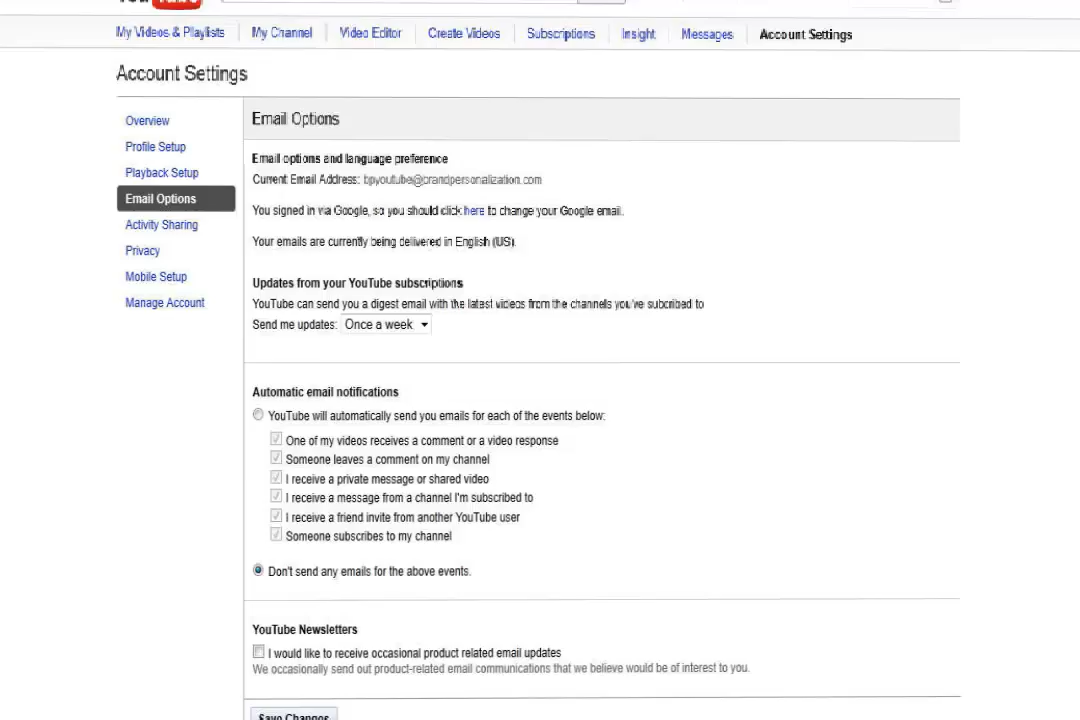 My Videos & Playlists
My Channel
Video Editor
Create Videos
Subscriptions
Insight
Messages
Account Settings
Account Settings
Overview
Profile Setup
Playback Setup
Email Options
Activity Sharing
Privacy
Mobile Setup
Manage Account
Email Options
Email options and language preference
Current Email Address: bpyoutube@brandpersonalization.com
You signed in via Google, so you should click here to change your Google email.
Your emails are currently being delivered in English (US).
Updates from your YouTube subscriptions
YouTube can send you a digest email with the latest videos from the channels you've subcribed to
Send me updates: Once a week
Automatic email notifications
YouTube will automatically send you emails for each of the events below:
One of my videos receives a comment or a video response
Someone leaves a comment on my channel
I receive a private message or shared video
I receive a message from a channel I'm subscribed to
I receive a friend invite from another YouTube user
Someone subscribes to my channel
Don't send any emails for the above events.
YouTube Newsletters
I would like to receive occasional product related email updates
We occasionally send out product-related email communications that we believe would be of interest to you.
Save Changes